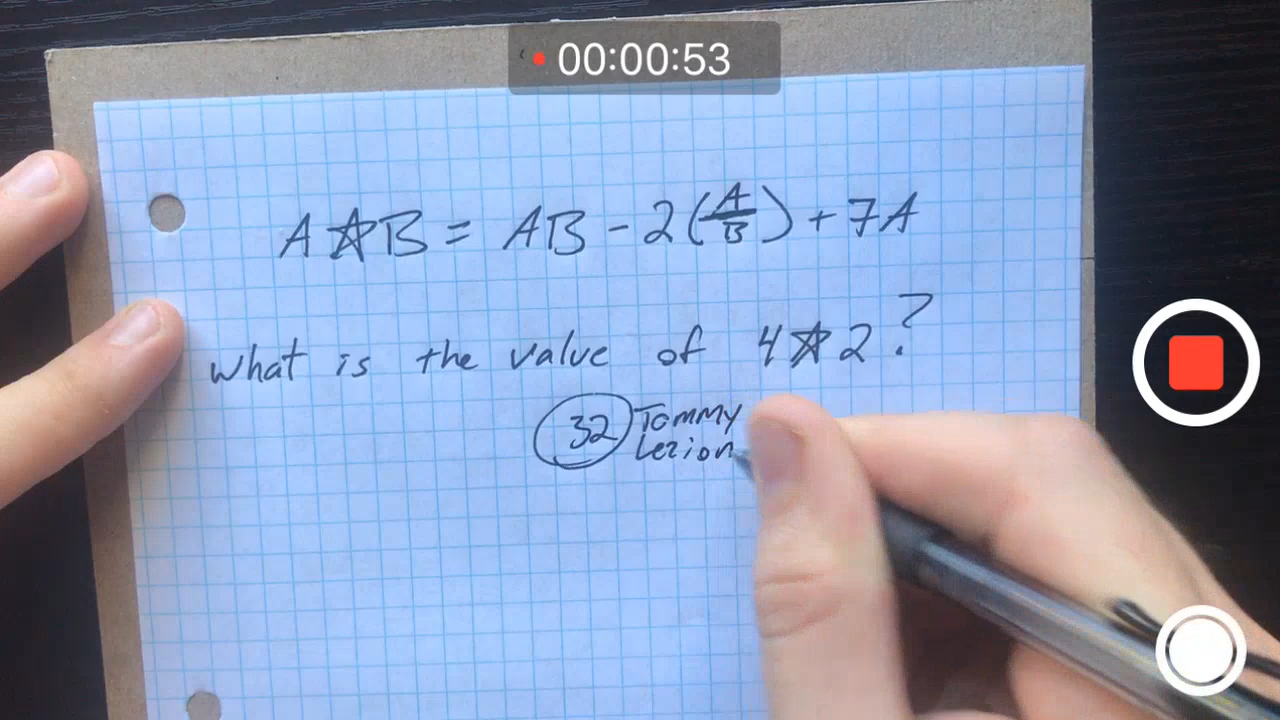 00:00:53
A☆B = AB - 2(A/B) + 7A
What is the value of 4☆2?
32 Tommy
Lezion